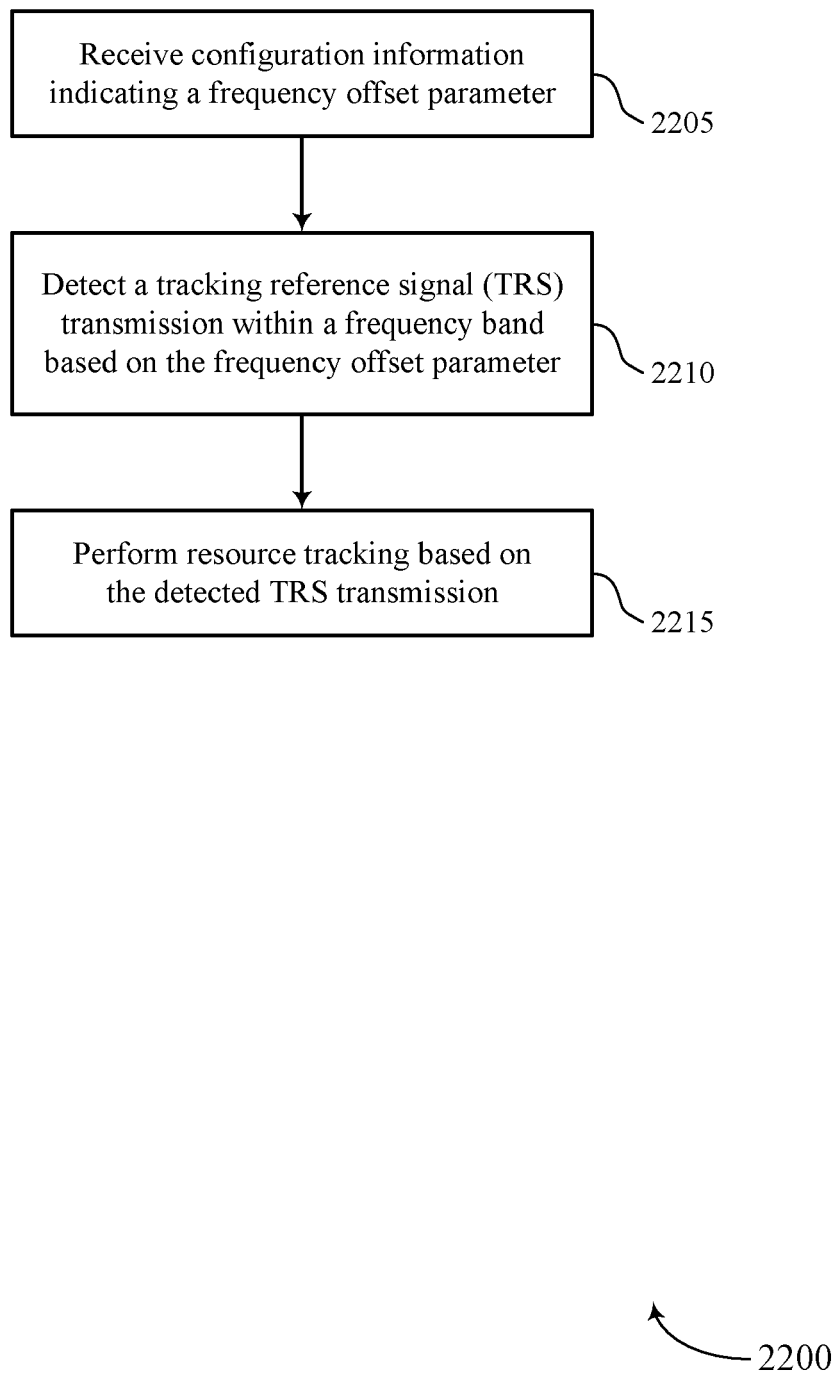 Receive configuration information
indicating a frequency offset parameter
2205
Detect a tracking reference signal (TRS)
transmission within a frequency band
based on the frequency offset parameter
2210
Perform resource tracking based on
the detected TRS transmission
2215
2200